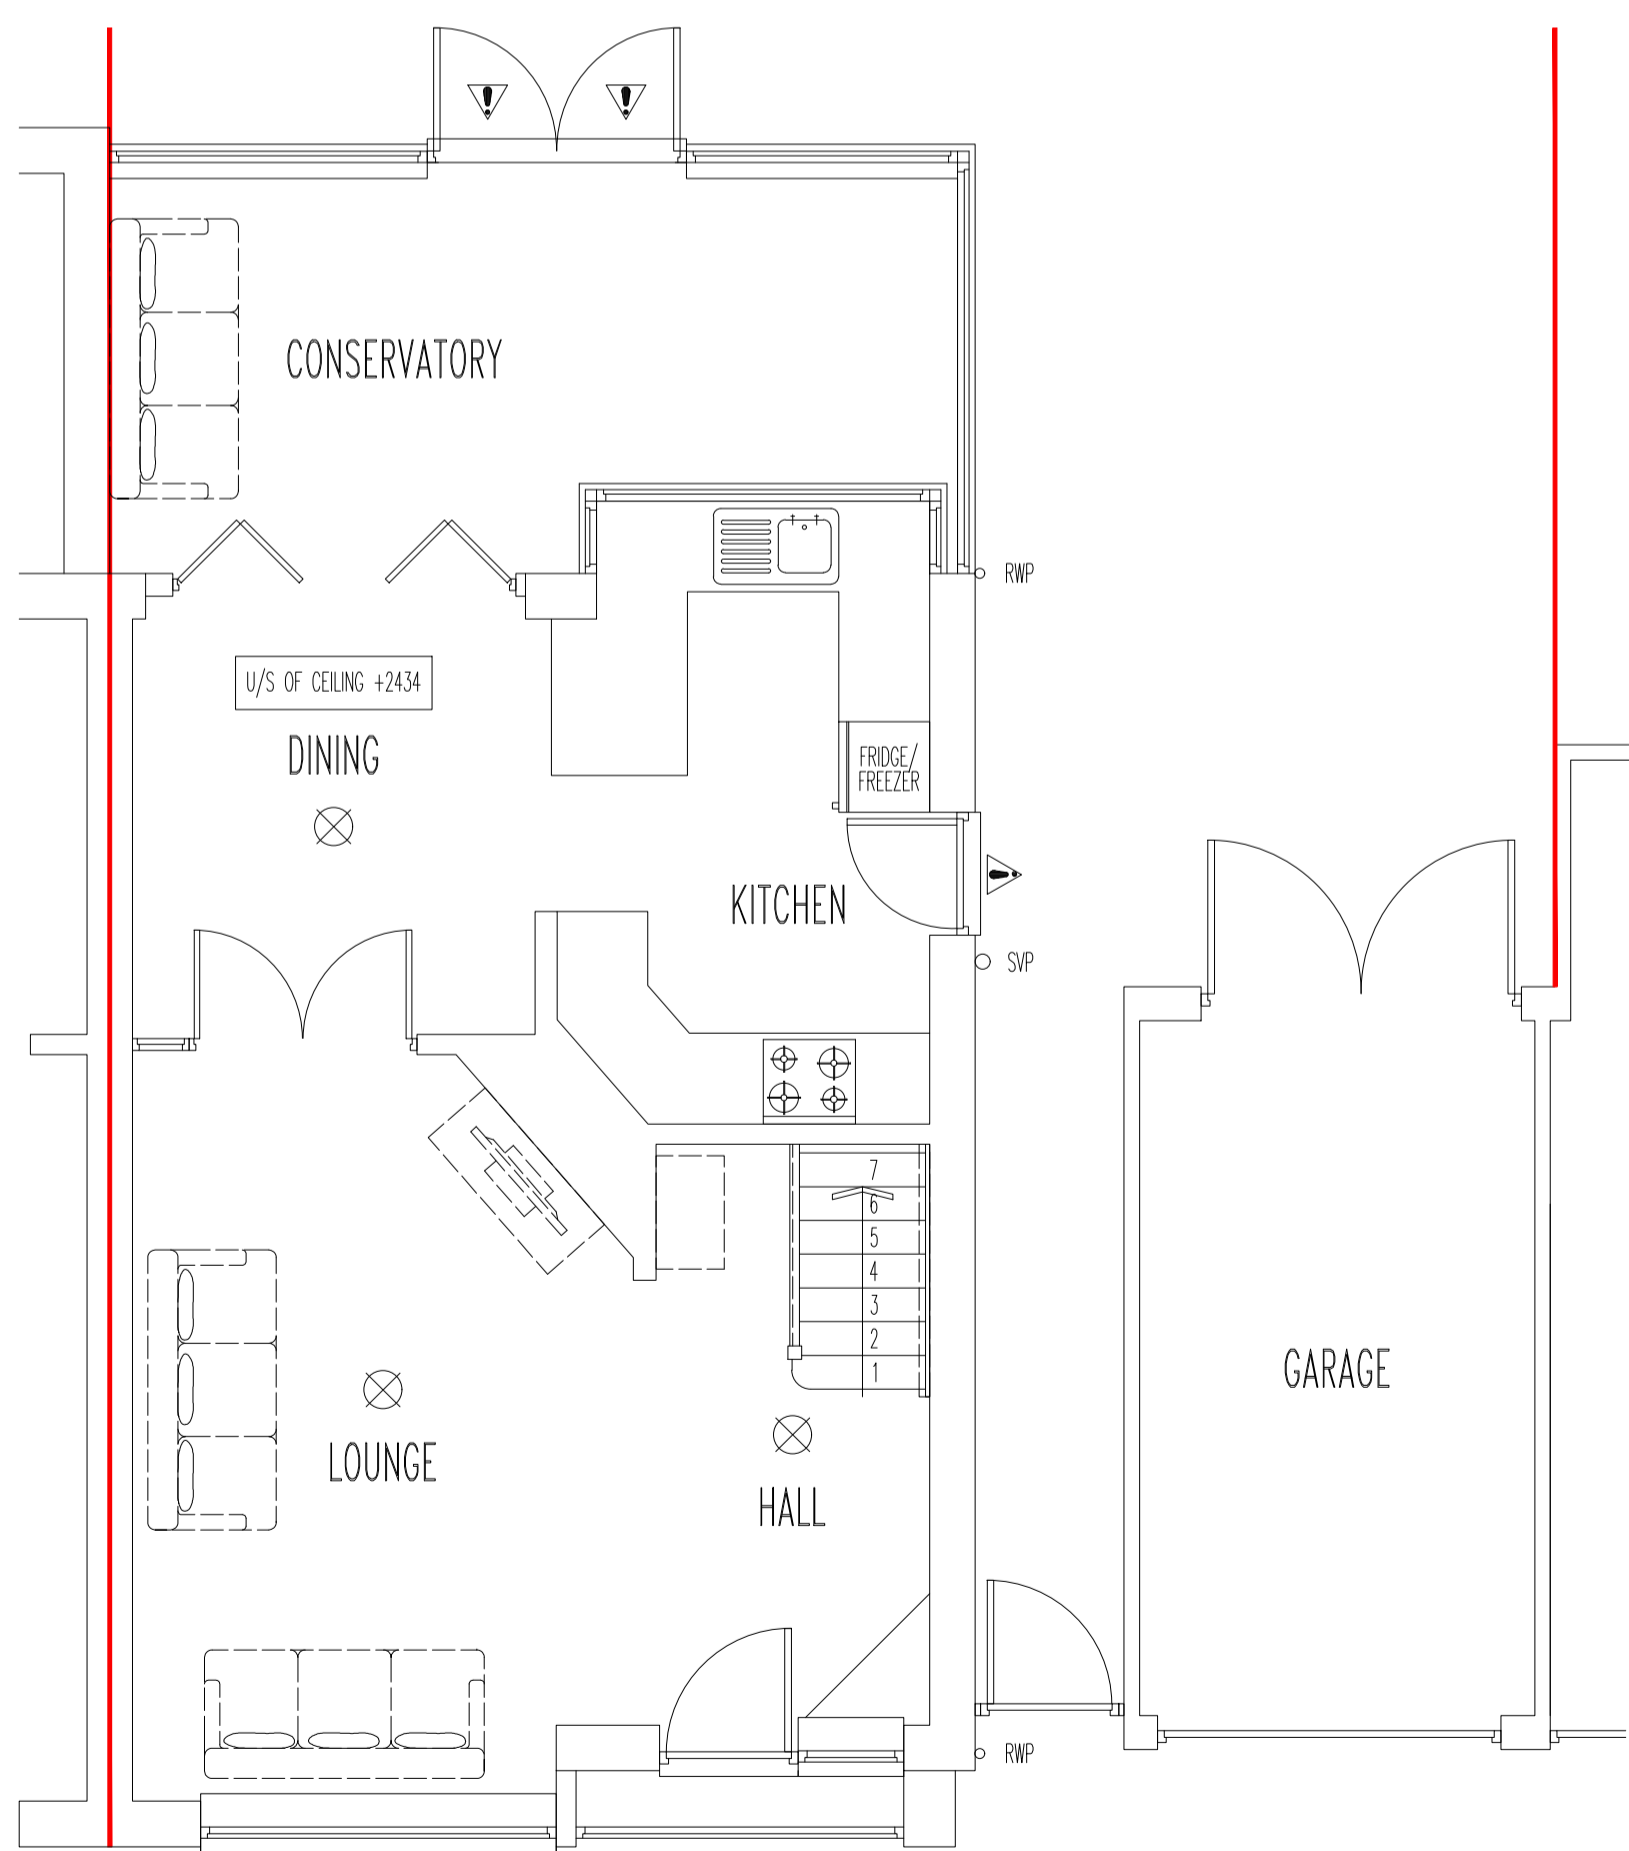 CONSERVATORY
RWP
U/S OF CEILING +2434
DINING
FRIDGE/
FREEZER
KITCHEN
SVP
7
6
5
4
3
2
1
GARAGE
LOUNGE
HALL
RWP